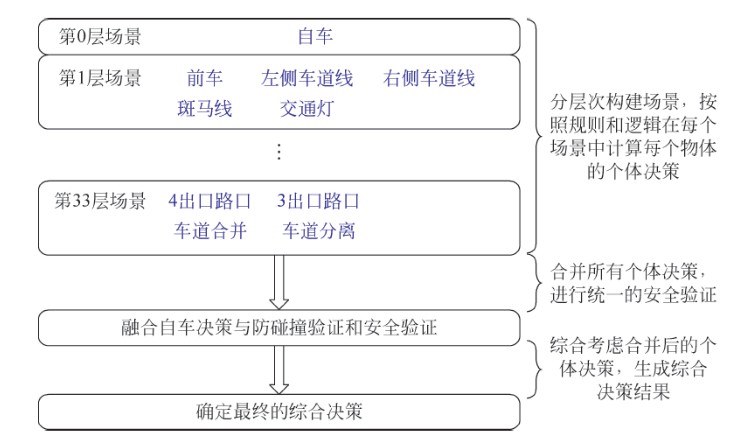 第0层场景 自车
第1层场景 前车 左侧车道线 右侧车道线
斑马线 交通灯
⋮
第33层场景 4出口路口 3出口路口
车道合并 车道分离
分层次构建场景，按
照规则和逻辑在每个
场景中计算每个物体
的个体决策
合并所有个体决策，
进行统一的安全验证
融合自车决策与防碰撞验证和安全验证
综合考虑合并后的个
体决策，生成综合
决策结果
确定最终的综合决策